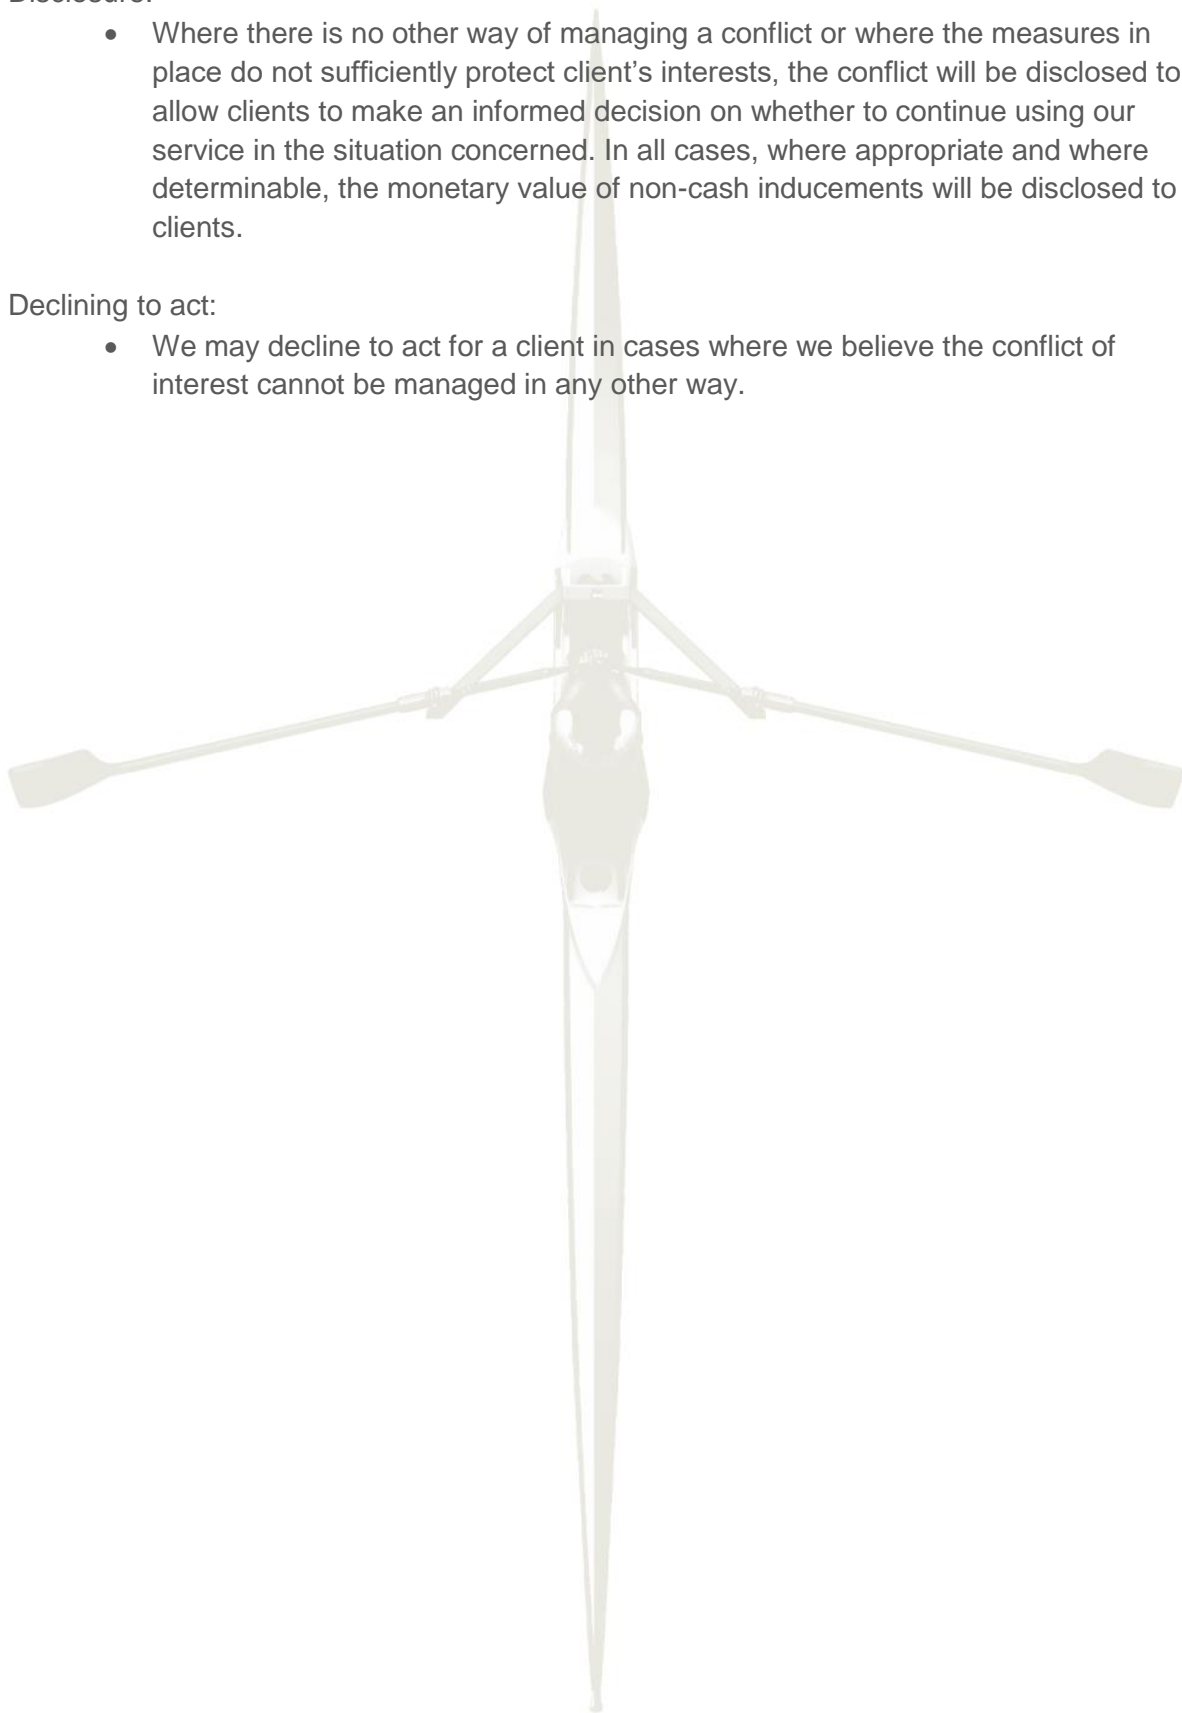 Disclosure:
• Where there is no other way of managing a conflict or where the measures in
place do not sufficiently protect client’s interests, the conflict will be disclosed to
allow clients to make an informed decision on whether to continue using our
service in the situation concerned. In all cases, where appropriate and where
determinable, the monetary value of non-cash inducements will be disclosed to
clients.
Declining to act:
• We may decline to act for a client in cases where we believe the conflict of
interest cannot be managed in any other way.